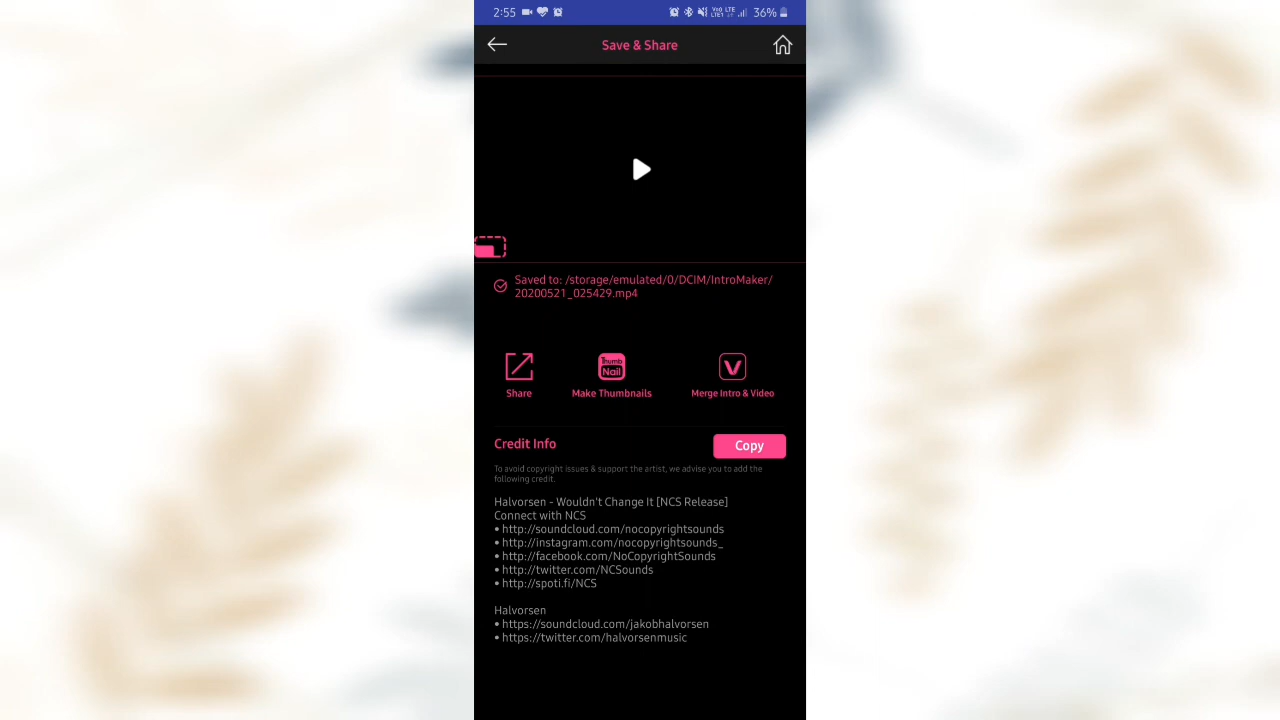 2:55
VoLTE LTE LTE1 36%
Save & Share
Saved to: /storage/emulated/0/DCIM/IntroMaker/
20200521_025429.mp4
Thumb
Nail
V
Share Make Thumbnails Merge Intro & Video
Credit Info Copy
To avoid copyright issues & support the artist, we advise you to add the
following credit.
Halvorsen - Wouldn't Change It [NCS Release]
Connect with NCS
• http://soundcloud.com/nocopyrightsounds
• http://instagram.com/nocopyrightsounds_
• http://facebook.com/NoCopyrightSounds
• http://twitter.com/NCSounds
• http://spoti.fi/NCS
Halvorsen
• https://soundcloud.com/jakobhalvorsen
• https://twitter.com/halvorsenmusic